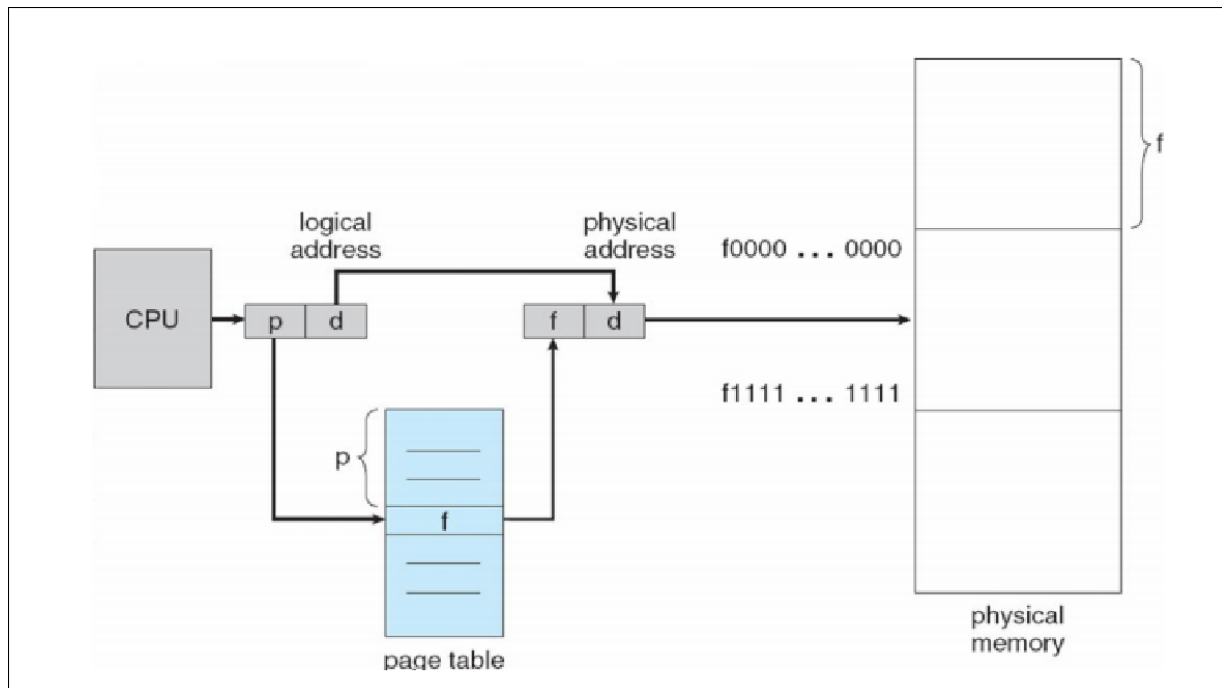 f
logical
address
physical
address
f0000 ... 0000
CPU
p
d
f
d
f1111 ... 1111
p
f
page table
physical
memory